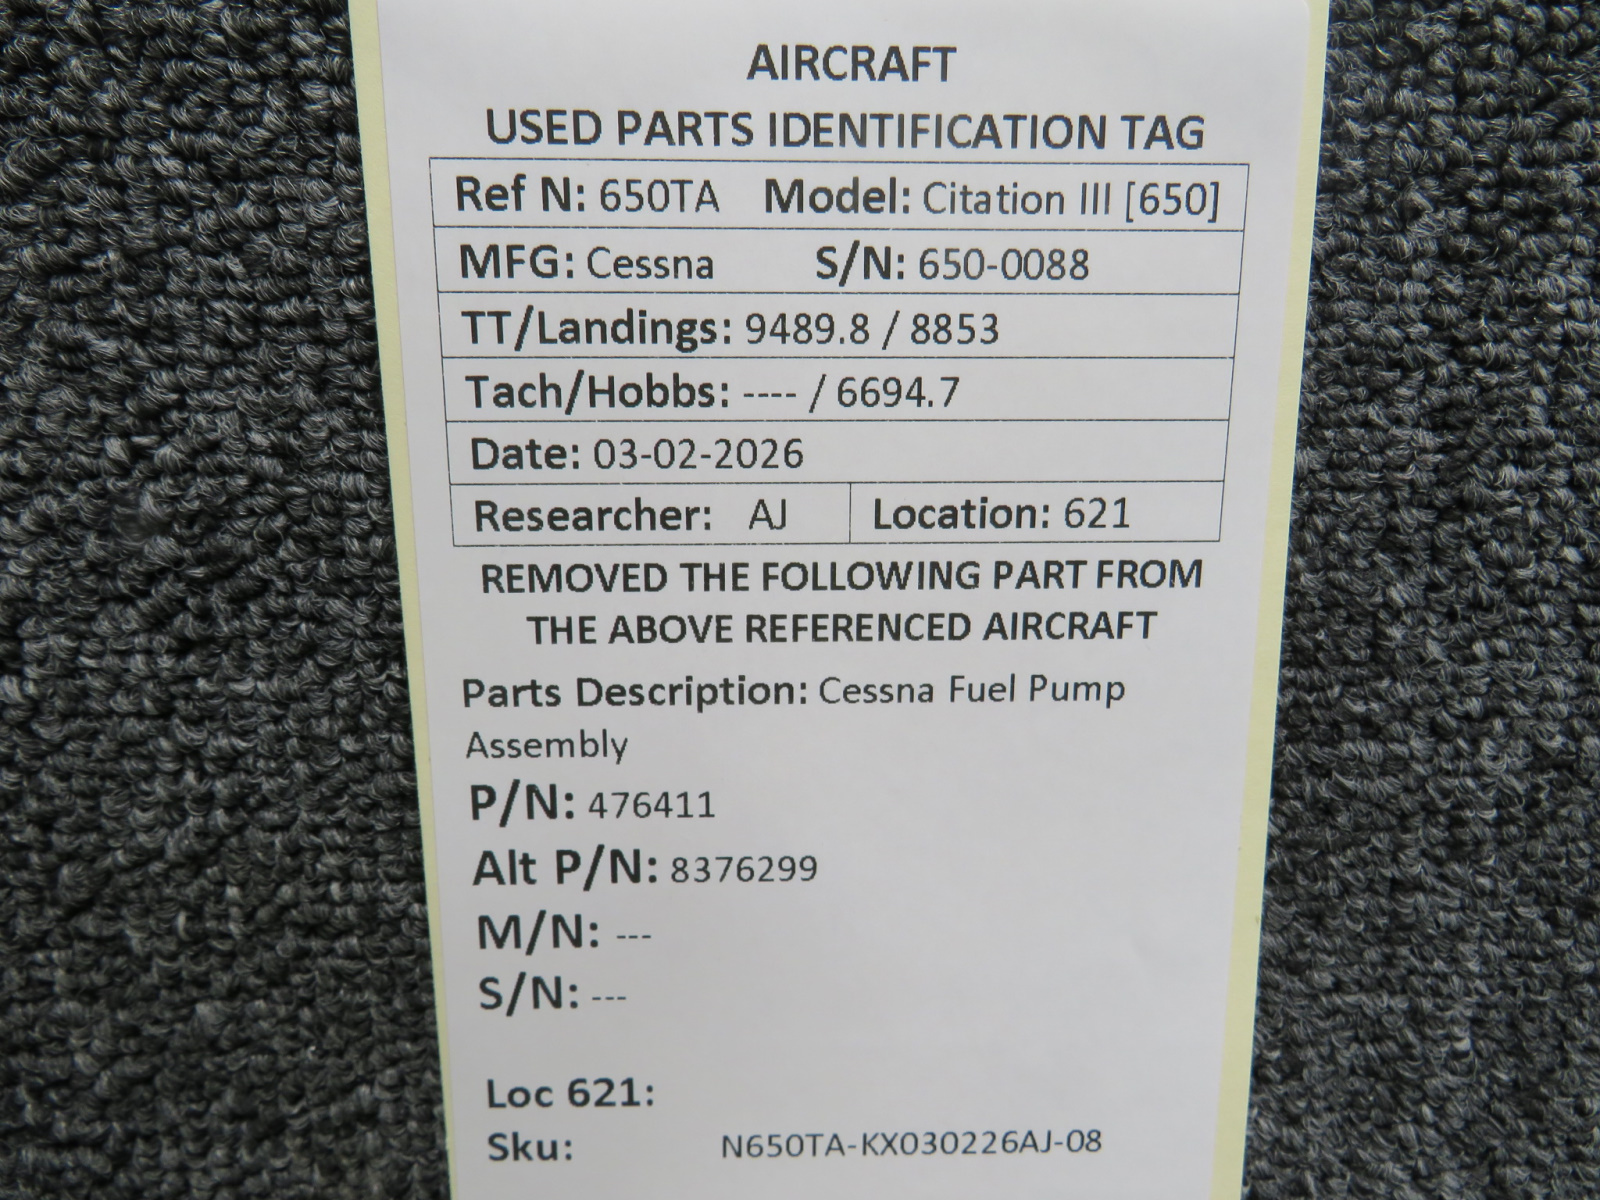 AIRCRAFT
USED PARTS IDENTIFICATION TAG
Ref N: 650TA Model: Citation III [650]
MFG: Cessna S/N: 650-0088
TT/Landings: 9489.8 / 8853
Tach/Hobbs: ---- / 6694.7
Date: 03-02-2026
Researcher: AJ Location: 621
REMOVED THE FOLLOWING PART FROM
THE ABOVE REFERENCED AIRCRAFT
Parts Description: Cessna Fuel Pump
Assembly
P/N: 476411
Alt P/N: 8376299
M/N: ---
S/N: ---
Loc 621:
Sku: N650TA-KX030226AJ-08